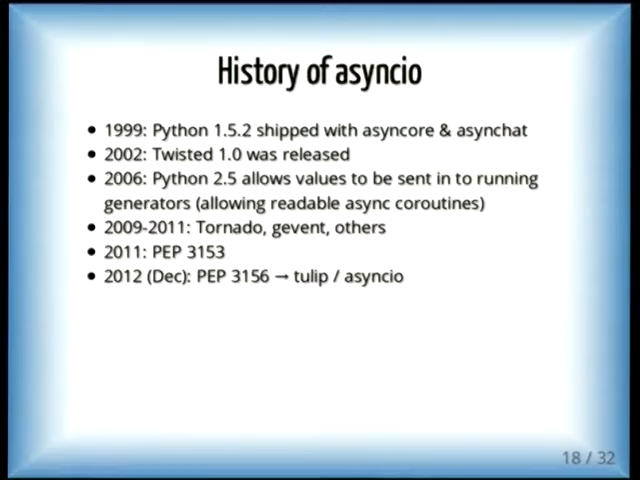 History of asyncio
• 1999: Python 1.5.2 shipped with asyncore & asynchat
• 2002: Twisted 1.0 was released
• 2006: Python 2.5 allows values to be sent in to running
generators (allowing readable async coroutines)
• 2009-2011: Tornado, gevent, others
• 2011: PEP 3153
• 2012 (Dec): PEP 3156 → tulip / asyncio
18 / 32